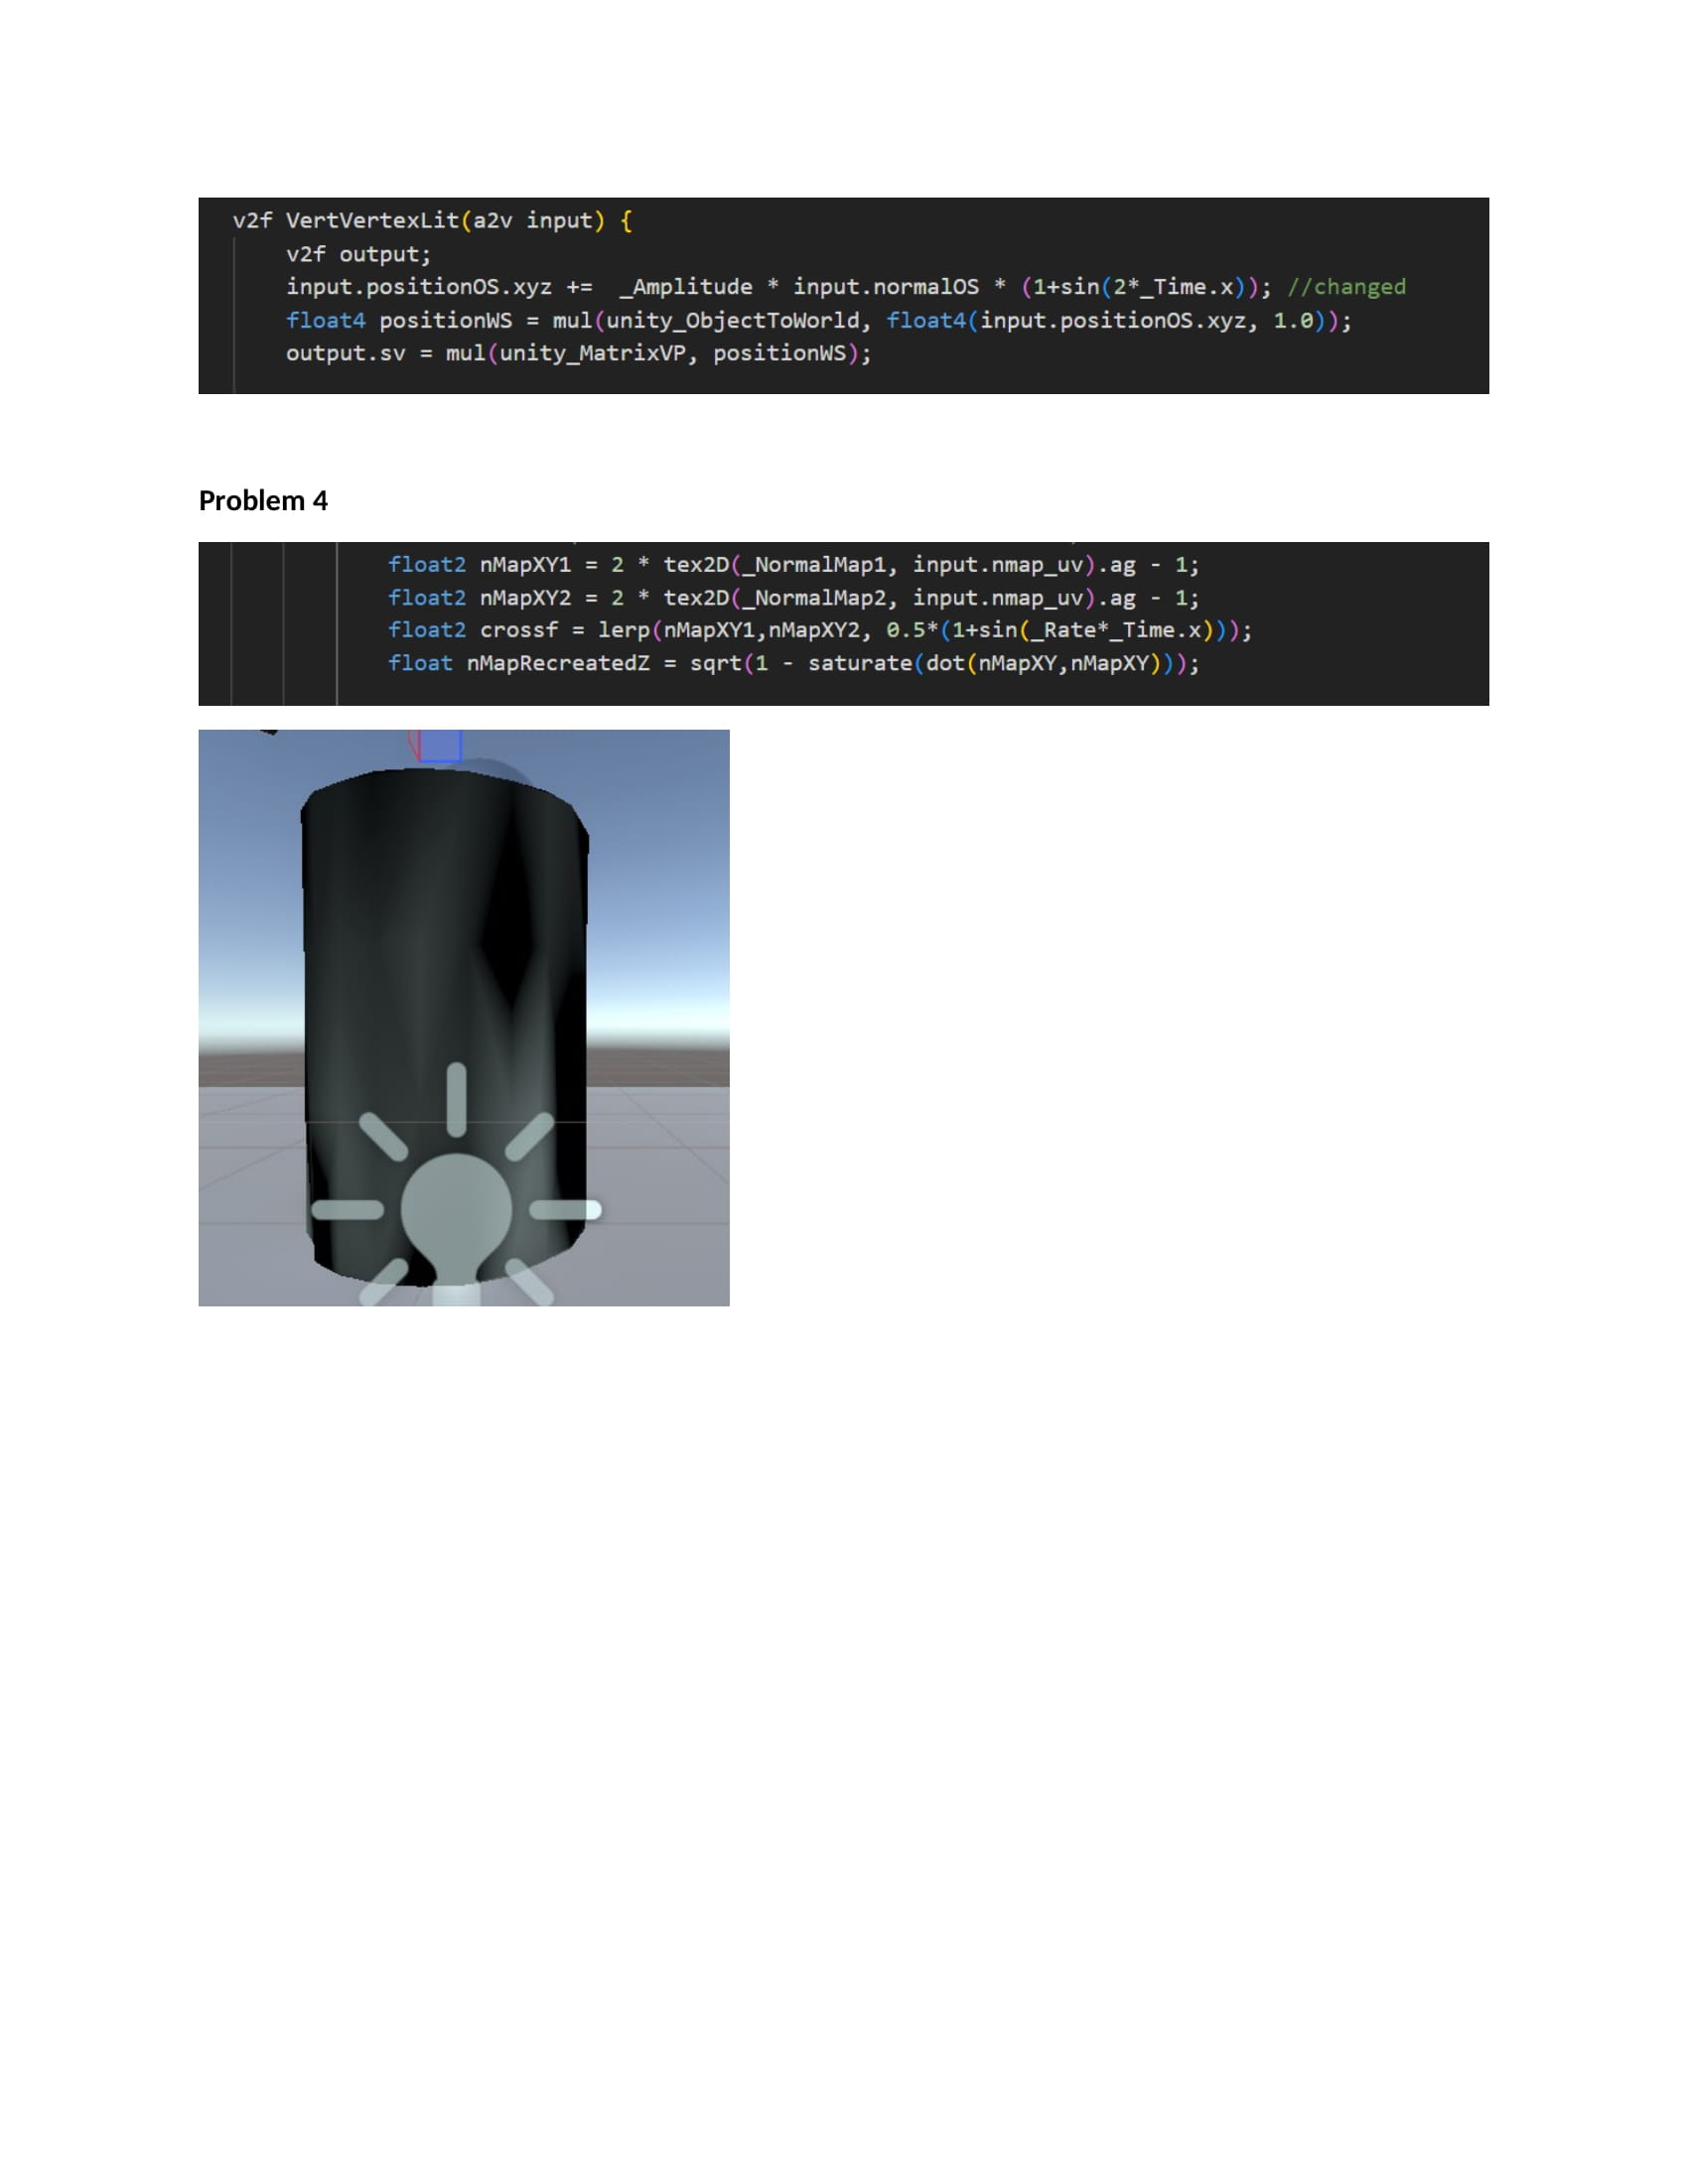 v2f VertVertexLit(a2v input) {
v2f output;
input.positionOS.xyz +=  _Amplitude * input.normalOS * (1+sin(2*_Time.x)); //changed
float4 positionWS = mul(unity_ObjectToWorld, float4(input.positionOS.xyz, 1.0));
output.sv = mul(unity_MatrixVP, positionWS);
Problem 4
float2 nMapXY1 = 2 * tex2D(_NormalMap1, input.nmap_uv).ag - 1;
float2 nMapXY2 = 2 * tex2D(_NormalMap2, input.nmap_uv).ag - 1;
float2 crossf = lerp(nMapXY1,nMapXY2, 0.5*(1+sin(_Rate*_Time.x)));
float nMapRecreatedZ = sqrt(1 - saturate(dot(nMapXY,nMapXY)));